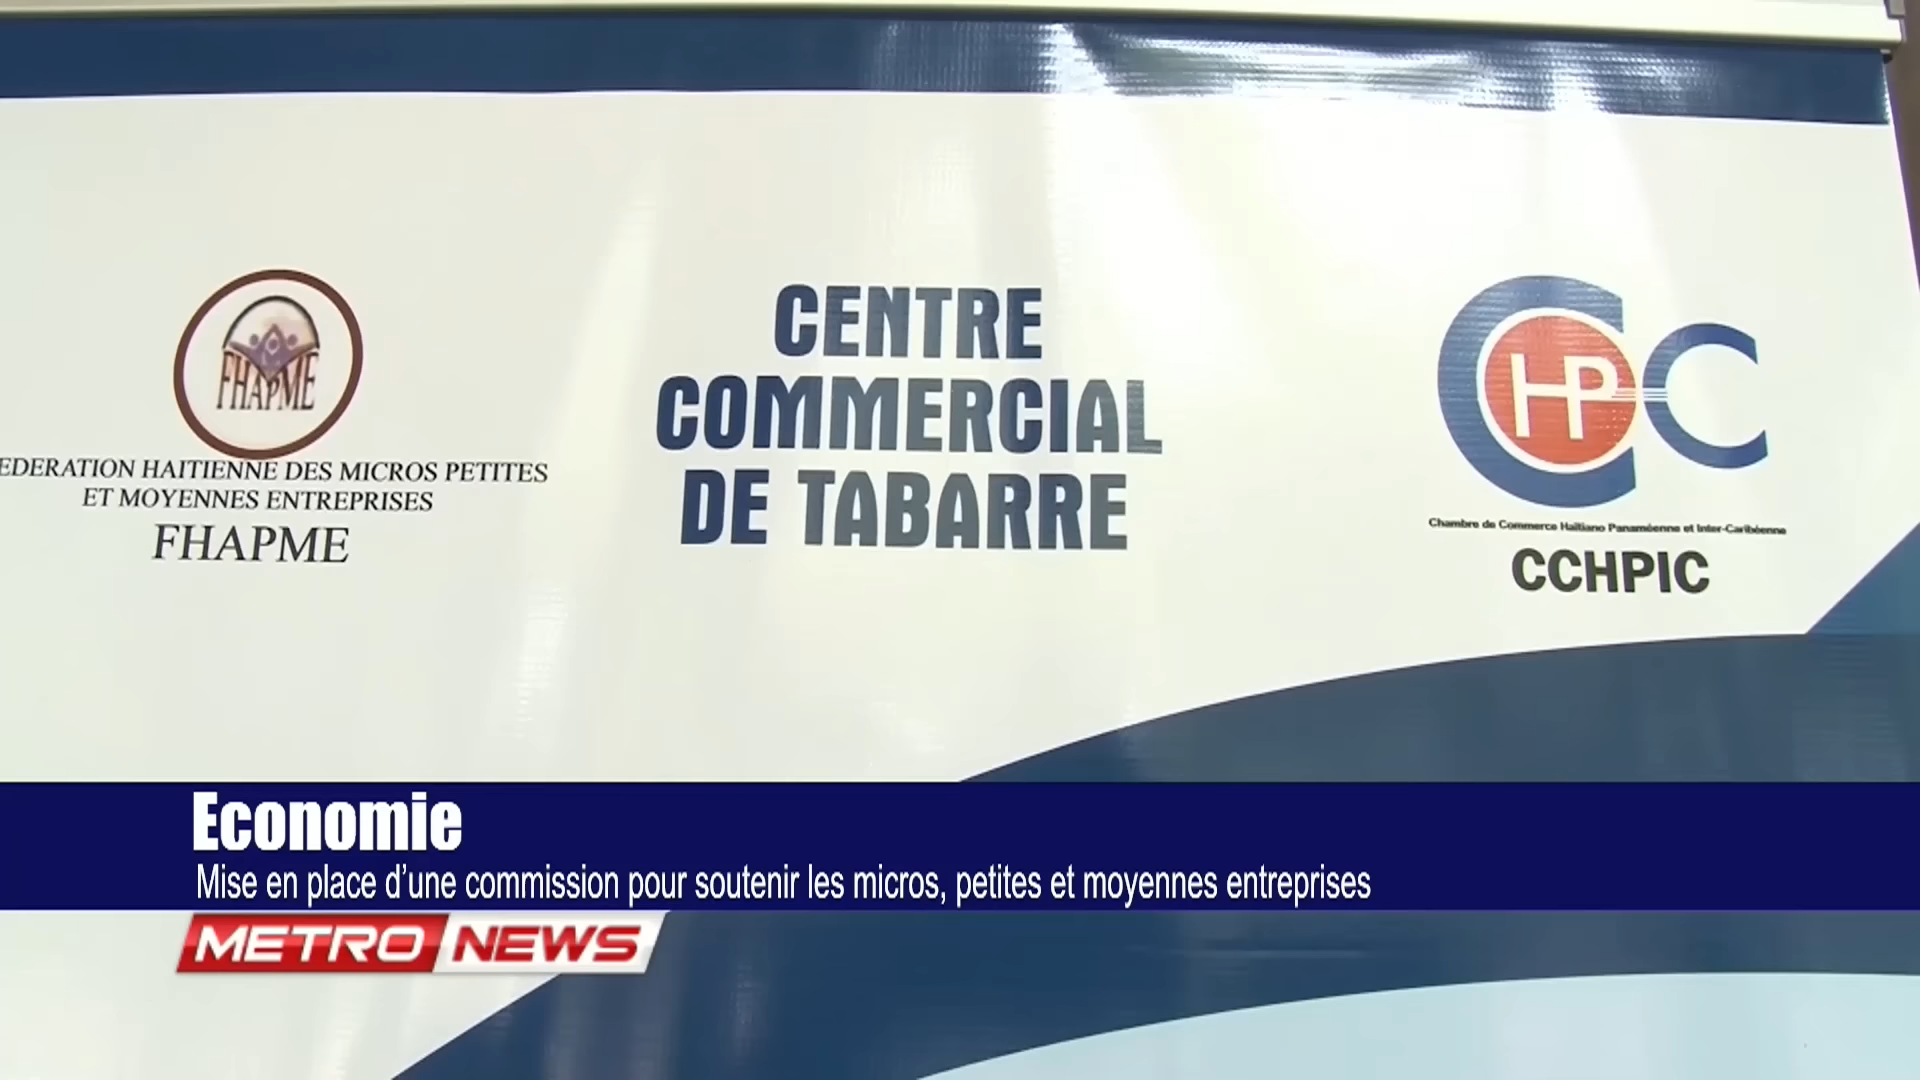 FHAPME
EDERATION HAITIENNE DES MICROS PETITES
ET MOYENNES ENTREPRISES
FHAPME
CENTRE
COMMERCIAL
DE TABARRE
CHPC
Chambre de Commerce Haïtiano Panaméenne et Inter-Caribéenne
CCHPIC
Economie
Mise en place d’une commission pour soutenir les micros, petites et moyennes entreprises
METRO NEWS